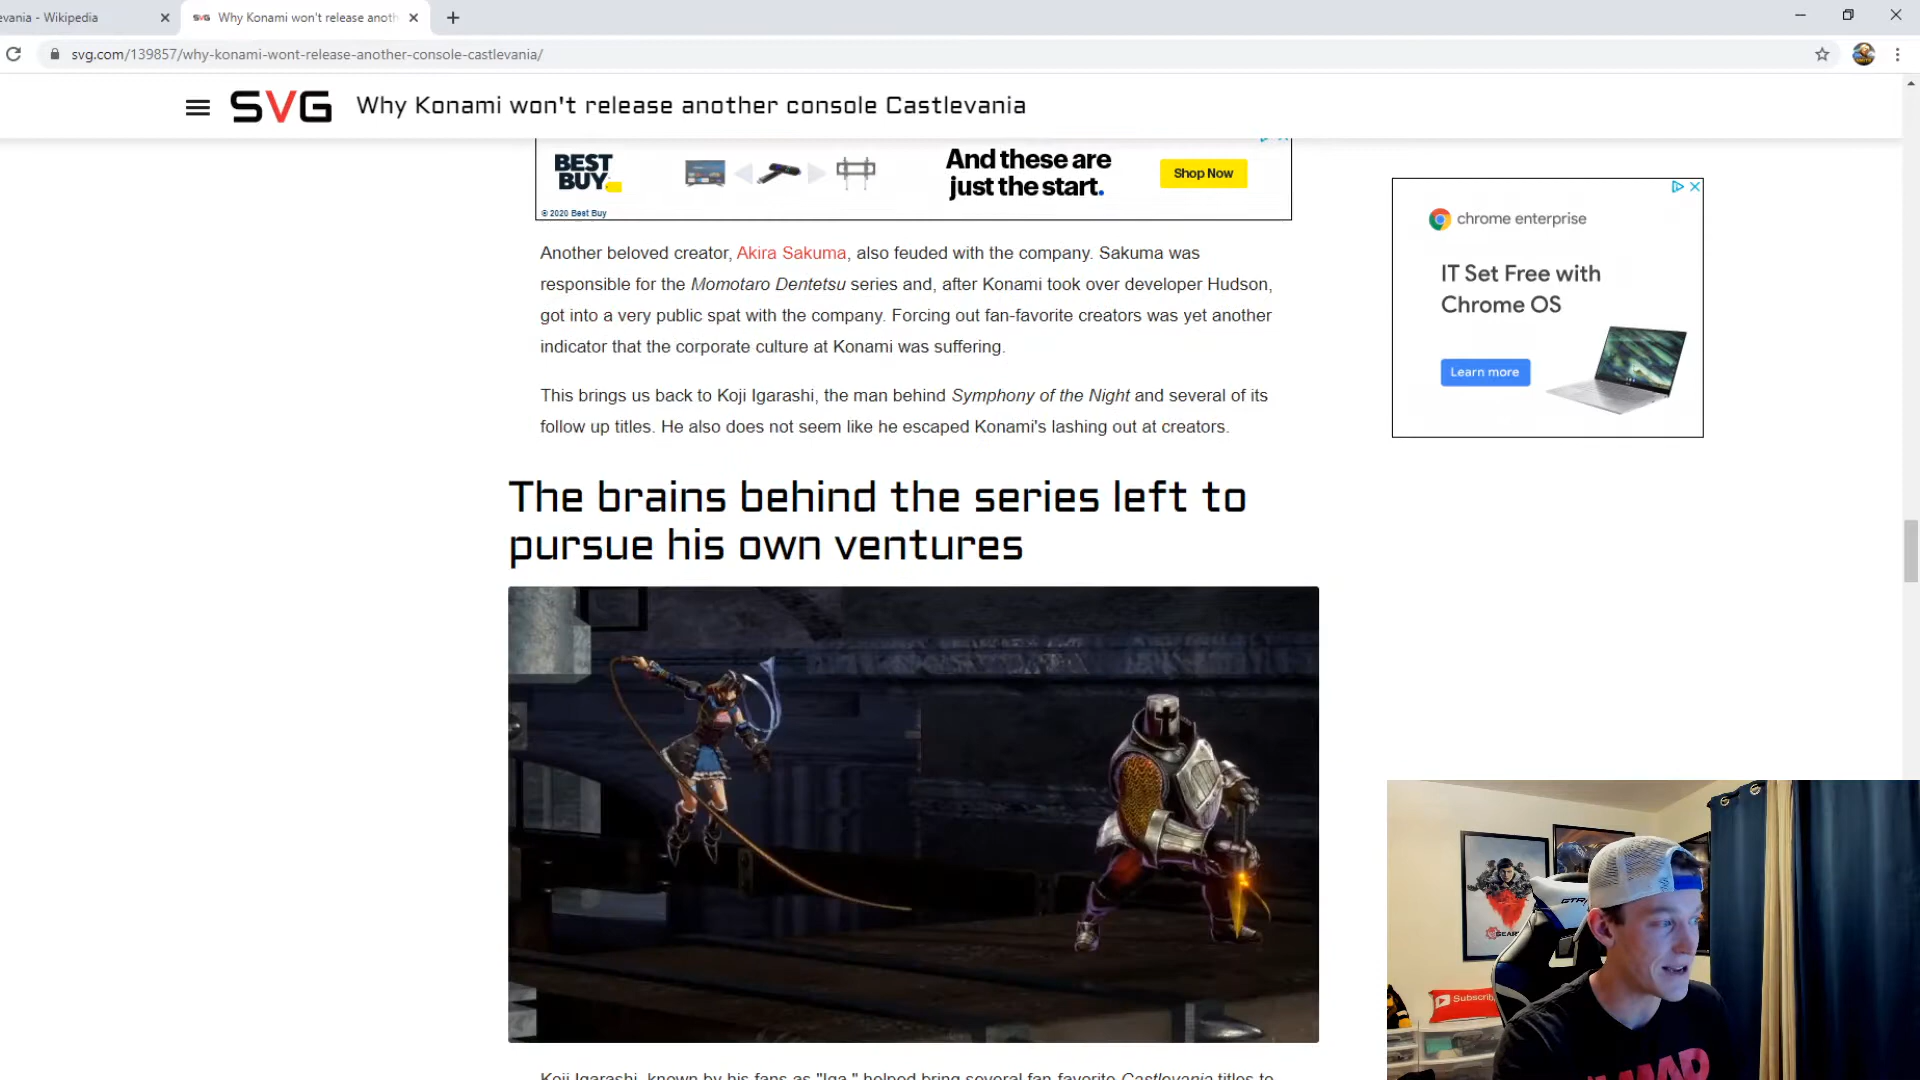 evania - Wikipedia
SVG Why Konami won't release anoth
svg.com/139857/why-konami-wont-release-another-console-castlevania/
SVG Why Konami won't release another console Castlevania
BEST
BUY
And these are
just the start.
Shop Now
© 2020 Best Buy
chrome enterprise
IT Set Free with
Chrome OS
Learn more
Another beloved creator, Akira Sakuma, also feuded with the company. Sakuma was
responsible for the Momotaro Dentetsu series and, after Konami took over developer Hudson,
got into a very public spat with the company. Forcing out fan-favorite creators was yet another
indicator that the corporate culture at Konami was suffering.
This brings us back to Koji Igarashi, the man behind Symphony of the Night and several of its
follow up titles. He also does not seem like he escaped Konami's lashing out at creators.
The brains behind the series left to
pursue his own ventures
Koji Igarashi, known by his fans as "Iga," helped bring several fan-favorite Castlevania titles to
GTR
GEARS
Subscrib
MAD